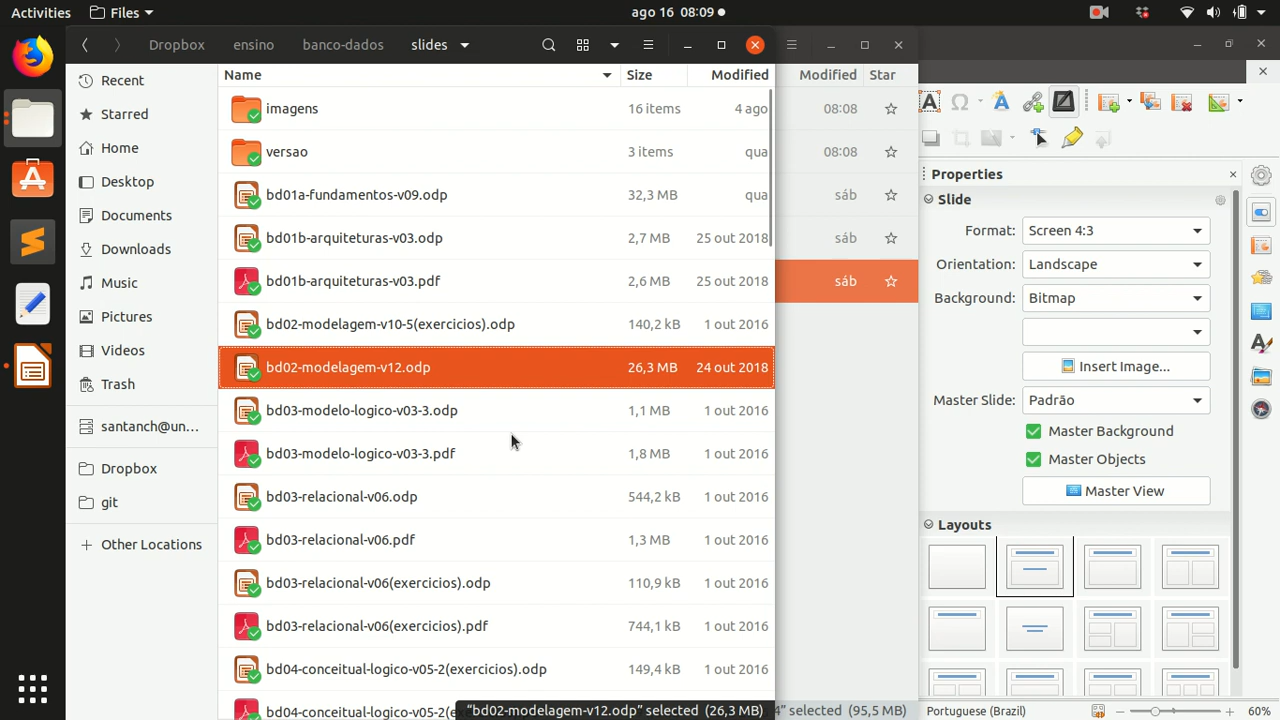 Activities Files ago 16 08:09
Dropbox ensino banco-dados slides
Name Size Modified Modified Star
Recent
Starred
Home
Desktop
Documents
Downloads
Music
Pictures
Videos
Trash
santanch@un...
Dropbox
git
+ Other Locations
imagens 16 items 4 ago 08:08
versao 3 items qua 08:08
bd01a-fundamentos-v09.odp 32,3 MB qua sáb
bd01b-arquiteturas-v03.odp 2,7 MB 25 out 2018 sáb
bd01b-arquiteturas-v03.pdf 2,6 MB 25 out 2018 sáb
bd02-modelagem-v10-5(exercicios).odp 140,2 kB 1 out 2016
bd02-modelagem-v12.odp 26,3 MB 24 out 2018
bd03-modelo-logico-v03-3.odp 1,1 MB 1 out 2016
bd03-modelo-logico-v03-3.pdf 1,8 MB 1 out 2016
bd03-relacional-v06.odp 544,2 kB 1 out 2016
bd03-relacional-v06.pdf 1,3 MB 1 out 2016
bd03-relacional-v06(exercicios).odp 110,9 kB 1 out 2016
bd03-relacional-v06(exercicios).pdf 744,1 kB 1 out 2016
bd04-conceitual-logico-v05-2(exercicios).odp 149,4 kB 1 out 2016
bd04-conceitual-logico-v05-2(e
"bd02-modelagem-v12.odp" selected (26,3 MB) 4" selected (95,5 MB)
Properties
Slide
Format: Screen 4:3
Orientation: Landscape
Background: Bitmap
Insert Image...
Master Slide: Padrão
Master Background
Master Objects
Master View
Layouts
Portuguese (Brazil) 60%